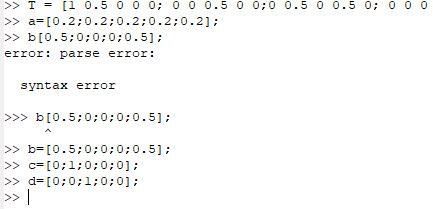 >> T = [1 0.5 0 0 0; 0 0 0.5 0 0;0 0.5 0 0.5 0; 0 0 0
>> a=[0.2;0.2;0.2;0.2;0.2];
>> b[0.5;0;0;0;0.5];
error: parse error:
syntax error
>>> b[0.5;0;0;0;0.5];
^
>> b=[0.5;0;0;0;0.5];
>> c=[0;1;0;0;0];
>> d=[0;0;1;0;0];
>>